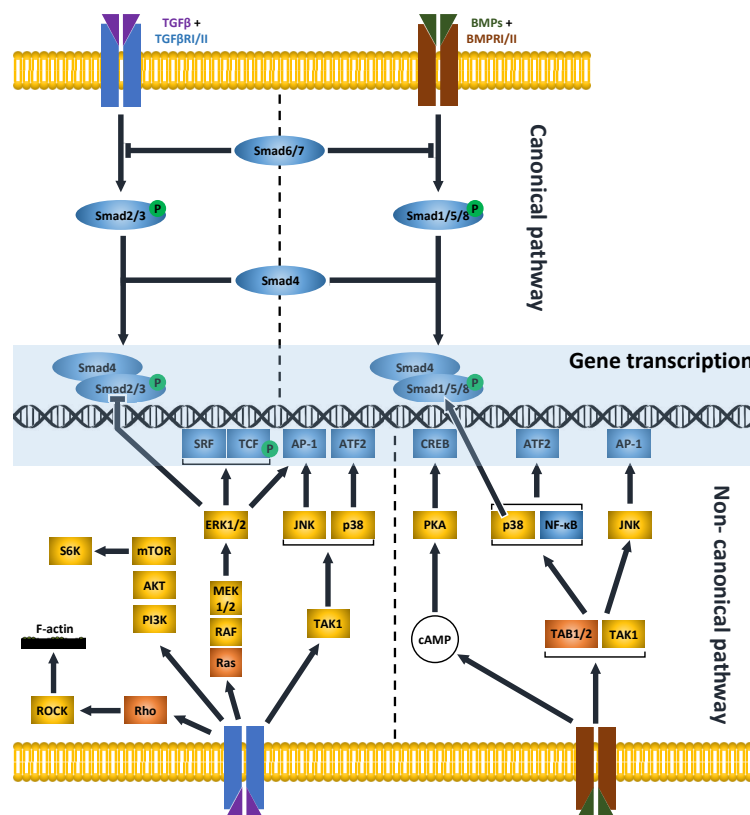 TGFβ +
TGFβRI/II
BMPs +
BMPRI/II
Canonical pathway
Smad6/7
Smad2/3
P
Smad1/5/8
P
Smad4
Gene transcription
Smad4
Smad2/3
P
Smad4
Smad1/5/8
P
SRF
TCF
P
AP-1
ATF2
CREB
ATF2
AP-1
Non- canonical pathway
ERK1/2
JNK
p38
PKA
p38
NF-κB
JNK
S6K
mTOR
AKT
PI3K
MEK
1/2
RAF
Ras
TAK1
cAMP
TAB1/2
TAK1
F-actin
ROCK
Rho